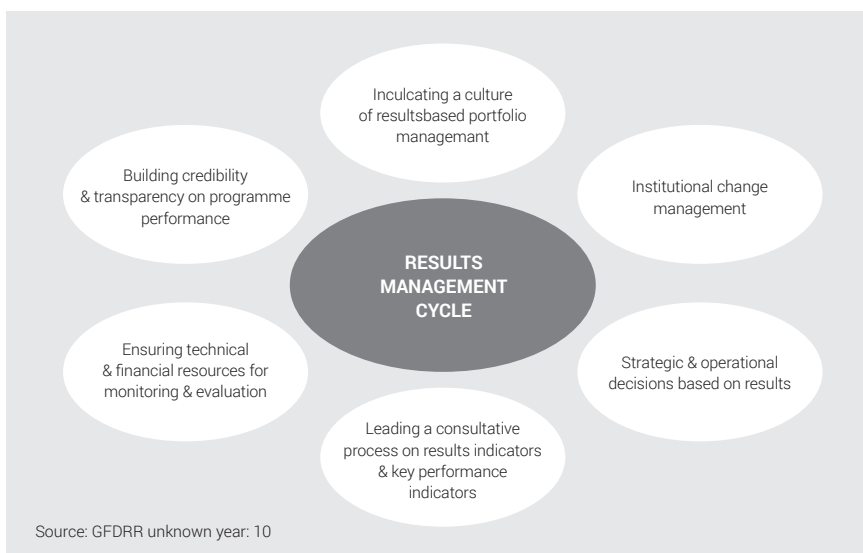 Inculcating a culture
of resultsbased portfolio
managemant
Building credibility
& transparency on programme
performance
Institutional change
management
RESULTS
MANAGEMENT
CYCLE
Ensuring technical
& financial resources for
monitoring & evaluation
Strategic & operational
decisions based on results
Leading a consultative
process on results indicators
& key performance
indicators
Source: GFDRR unknown year: 10